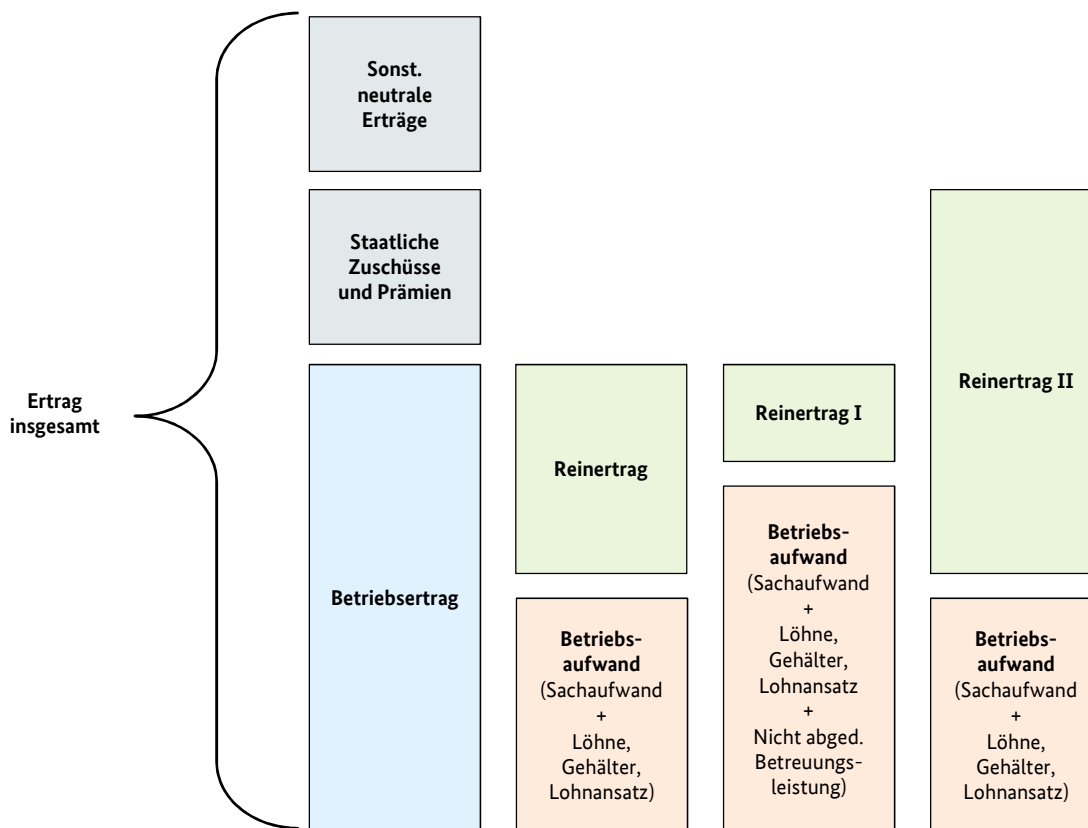 Sonst.
neutrale
Erträge
Staatliche
Zuschüsse
und Prämien
Ertrag
insgesamt
Betriebsertrag
Reinertrag
Betriebs-
aufwand
(Sachaufwand
+
Löhne,
Gehälter,
Lohnansatz)
Reinertrag I
Betriebs-
aufwand
(Sachaufwand
+
Löhne,
Gehälter,
Lohnansatz
+
Nicht abged.
Betreuungs-
leistung)
Reinertrag II
Betriebs-
aufwand
(Sachaufwand
+
Löhne,
Gehälter,
Lohnansatz)